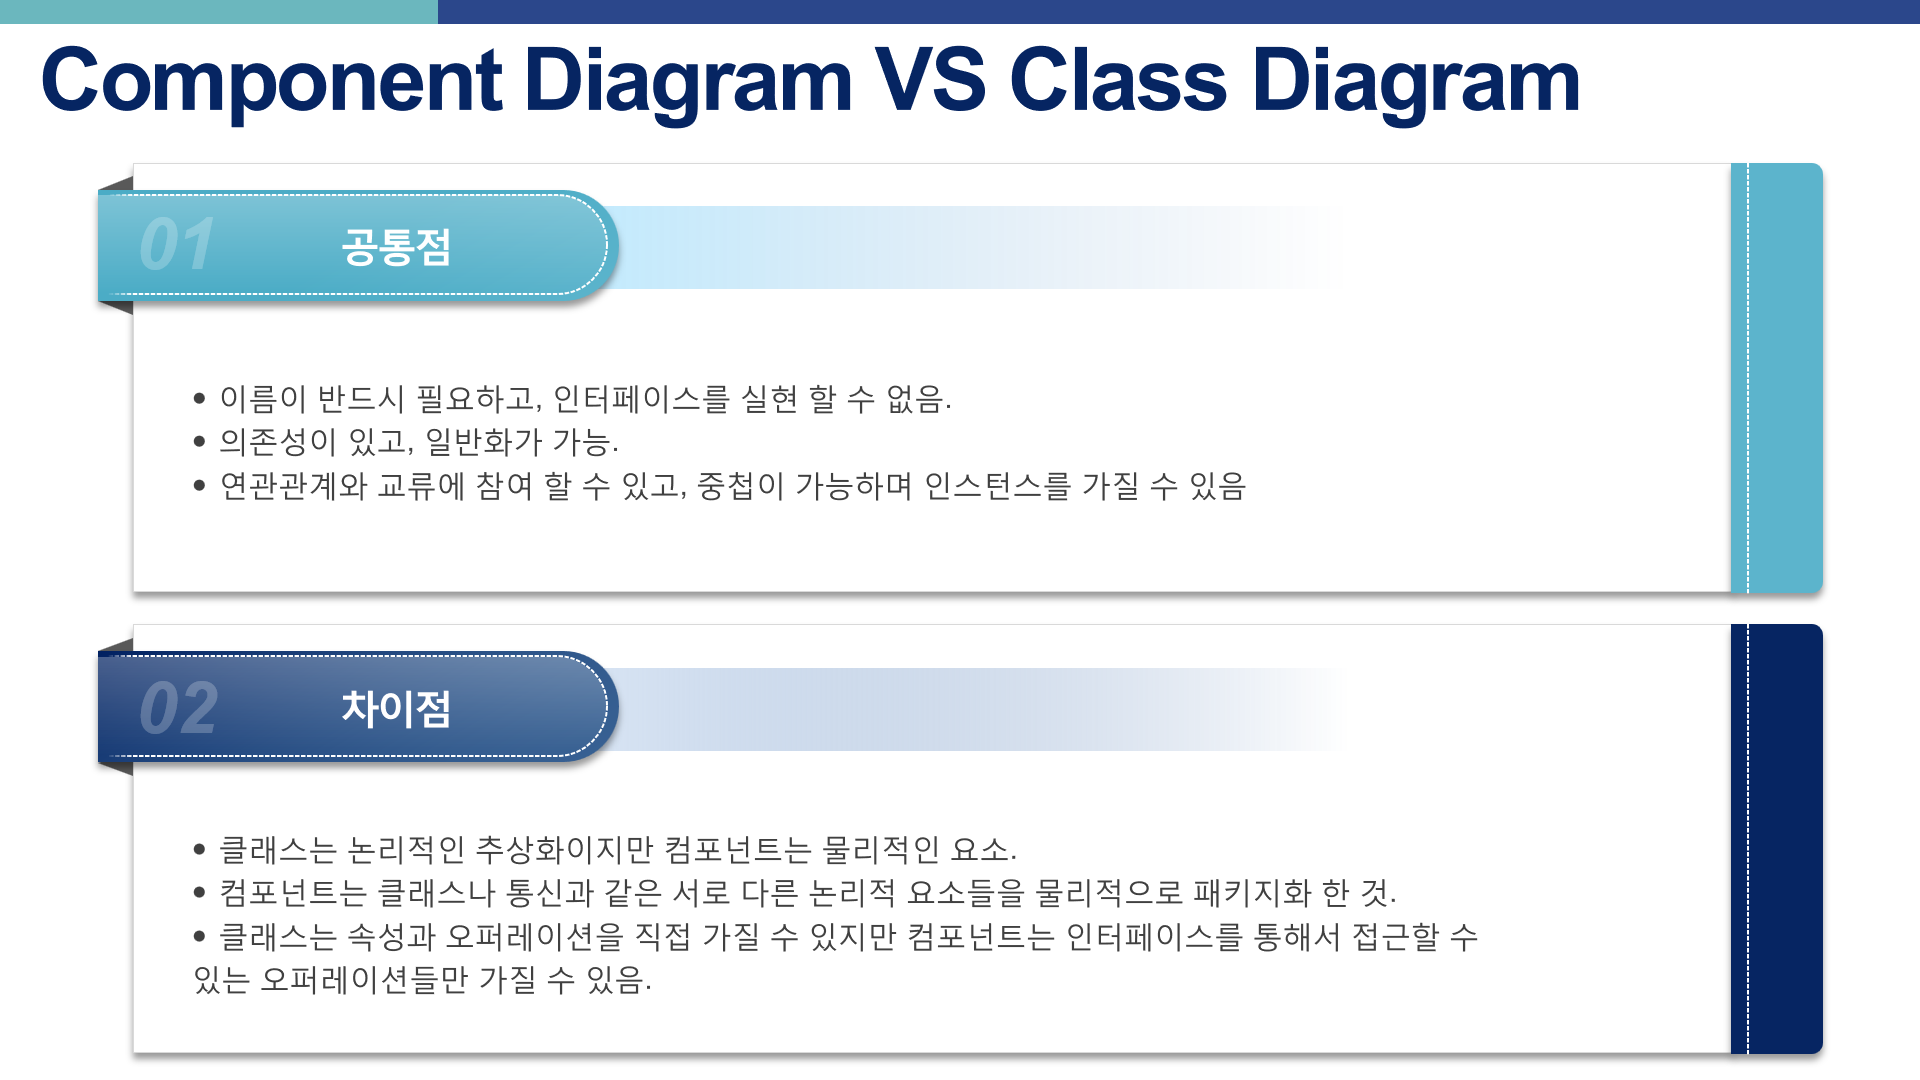 Component Diagram VS Class Diagram
01 공통점
• 이름이 반드시 필요하고, 인터페이스를 실현 할 수 없음.
• 의존성이 있고, 일반화가 가능.
• 연관관계와 교류에 참여 할 수 있고, 중첩이 가능하며 인스턴스를 가질 수 있음
02 차이점
• 클래스는 논리적인 추상화이지만 컴포넌트는 물리적인 요소.
• 컴포넌트는 클래스나 통신과 같은 서로 다른 논리적 요소들을 물리적으로 패키지화 한 것.
• 클래스는 속성과 오퍼레이션을 직접 가질 수 있지만 컴포넌트는 인터페이스를 통해서 접근할 수
있는 오퍼레이션들만 가질 수 있음.